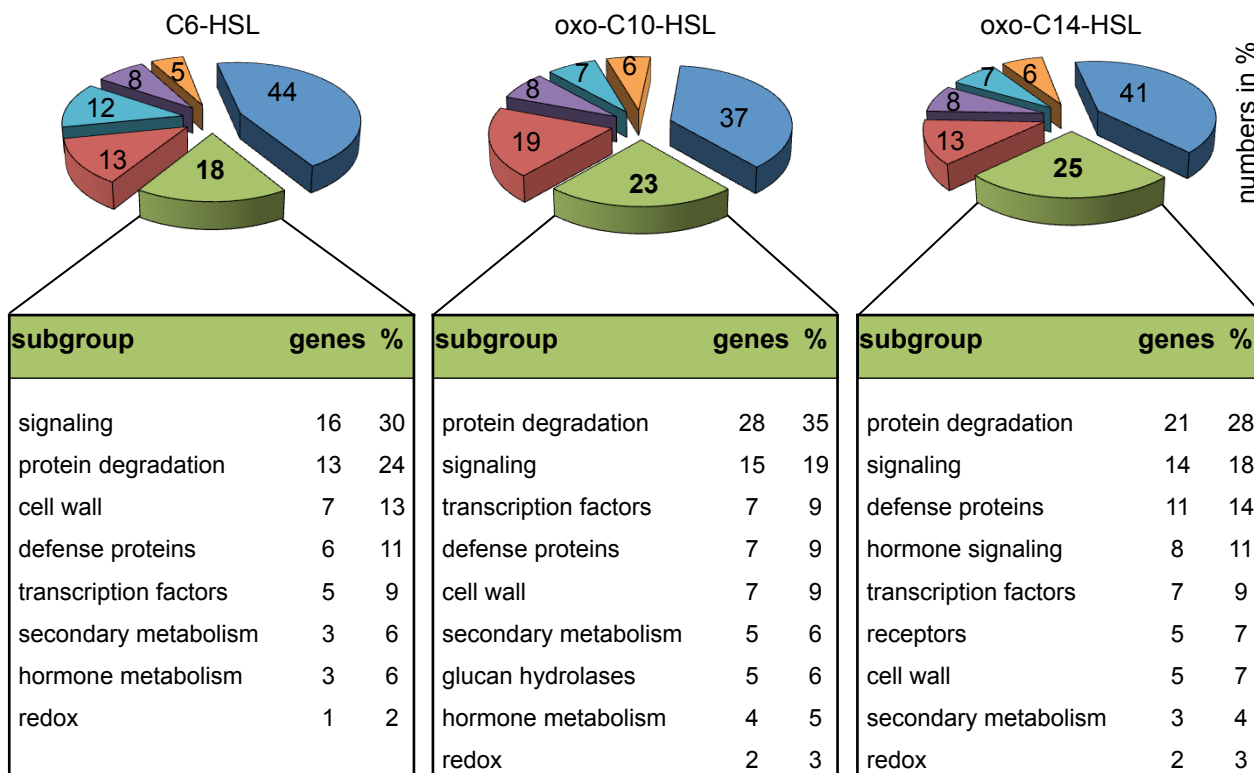 C6-HSL
oxo-C10-HSL
oxo-C14-HSL
numbers in %
5
8
12
13
44
18
6
7
8
19
37
23
6
7
8
13
41
25
subgroup genes %
signaling 16 30
protein degradation 13 24
cell wall 7 13
defense proteins 6 11
transcription factors 5 9
secondary metabolism 3 6
hormone metabolism 3 6
redox 1 2
subgroup genes %
protein degradation 28 35
signaling 15 19
transcription factors 7 9
defense proteins 7 9
cell wall 7 9
secondary metabolism 5 6
glucan hydrolases 5 6
hormone metabolism 4 5
redox 2 3
subgroup genes %
protein degradation 21 28
signaling 14 18
defense proteins 11 14
hormone signaling 8 11
transcription factors 7 9
receptors 5 7
cell wall 5 7
secondary metabolism 3 4
redox 2 3